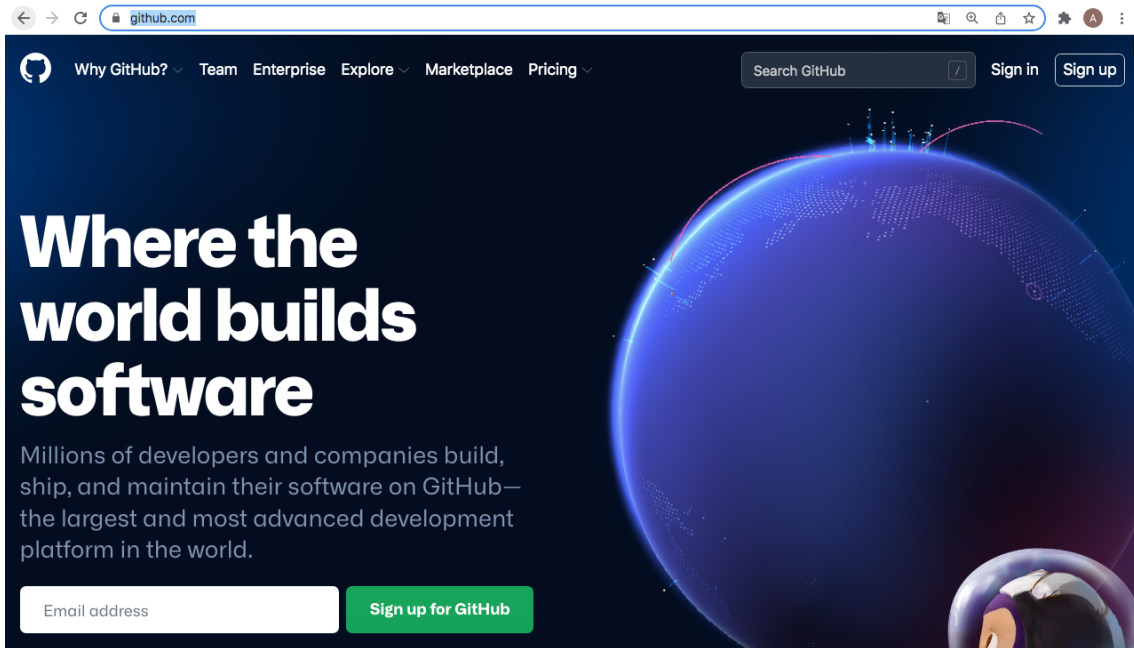 github.com
A
Why GitHub? Team Enterprise Explore Marketplace Pricing
Search GitHub /
Sign in
Sign up
Where the
world builds
software
Millions of developers and companies build,
ship, and maintain their software on GitHub—
the largest and most advanced development
platform in the world.
Email address
Sign up for GitHub